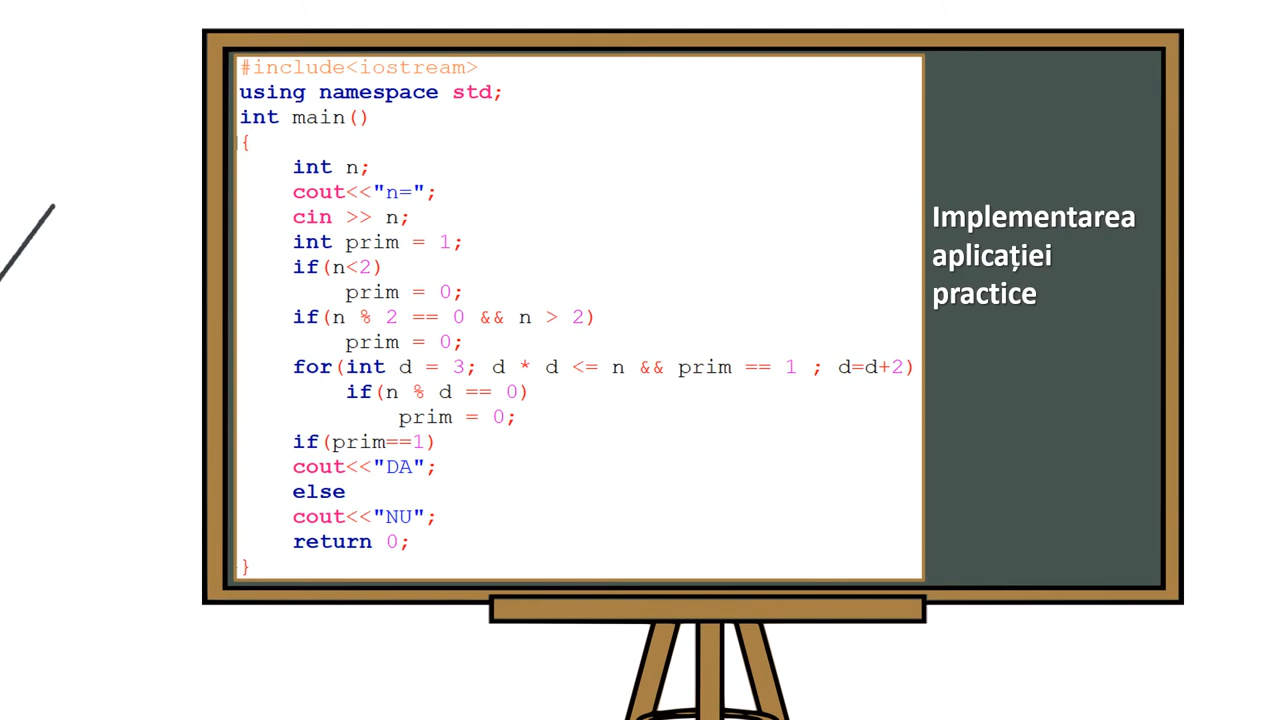 #include<iostream>
using namespace std;
int main()
{
    int n;
    cout<<"n=";
    cin >> n;
    int prim = 1;
    if(n<2)
        prim = 0;
    if(n % 2 == 0 && n > 2)
        prim = 0;
    for(int d = 3; d * d <= n && prim == 1 ; d=d+2)
        if(n % d == 0)
            prim = 0;
    if(prim==1)
    cout<<"DA";
    else
    cout<<"NU";
    return 0;
}
Implementarea
aplicației
practice